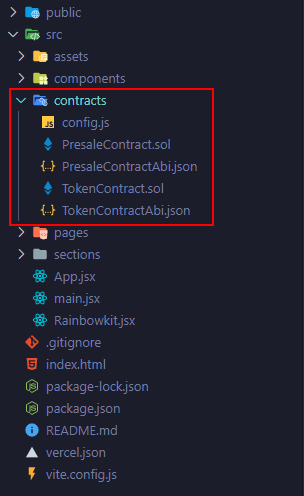 public
src
assets
components
contracts
config.js
PresaleContract.sol
PresaleContractAbi.json
TokenContract.sol
TokenContractAbi.json
pages
sections
App.jsx
main.jsx
Rainbowkit.jsx
.gitignore
index.html
package-lock.json
package.json
README.md
vercel.json
vite.config.js